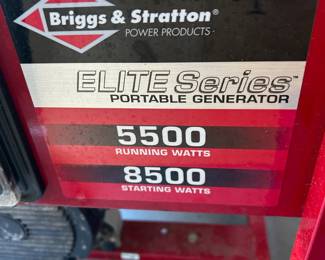 Briggs & Stratton®
POWER PRODUCTS
ELITE Series™
PORTABLE GENERATOR
5500
RUNNING WATTS
8500
STARTING WATTS